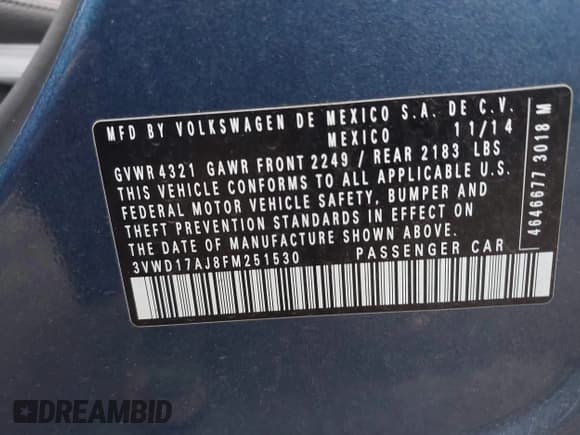 MFD BY VOLKSWAGEN DE MEXICO S.A. DE C.V.
MEXICO 11/14
GVWR 4321 GAWR FRONT 2249 / REAR 2183 LBS
THIS VEHICLE CONFORMS TO ALL APPLICABLE U.S.
FEDERAL MOTOR VEHICLE SAFETY, BUMPER AND
THEFT PREVENTION STANDARDS IN EFFECT ON
THE DATE OF MANUFACTURE SHOWN ABOVE.
3VWD17AJ8FM251530 PASSENGER CAR
4646677 3018 M
DREAMBID